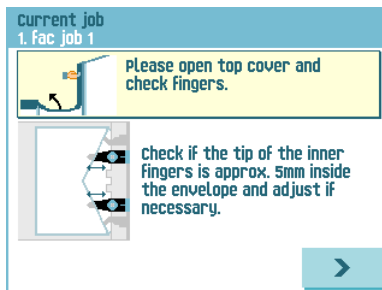 Current job
1. Fac job 1
Please open top cover and
check fingers.
Check if the tip of the inner
fingers is approx. 5mm inside
the envelope and adjust if
necessary.